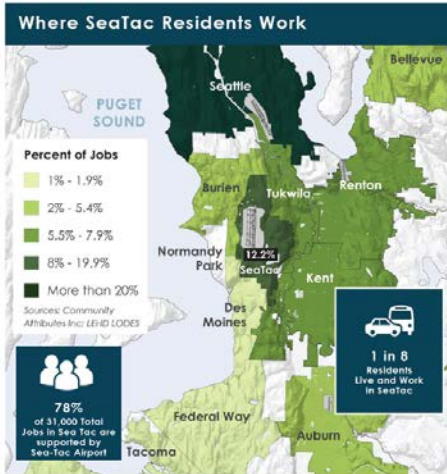 Where SeaTac Residents Work
Bellevue
Seattle
PUGET
SOUND
Percent of Jobs
1% - 1.9%
2% - 5.4%
5.5% - 7.9%
8% - 19.9%
More than 20%
Sources: Community
Attributes Inc; LEHD LODES
Burien
Tukwila
Renton
Normandy
Park
12.2%
SeaTac
Kent
Des
Moines
78%
of 31,000 Total
Jobs in Sea Tac are
supported by
Sea-Tac Airport
1 in 8
Residents
Live and Work
in SeaTac
Federal Way
Tacoma
Auburn